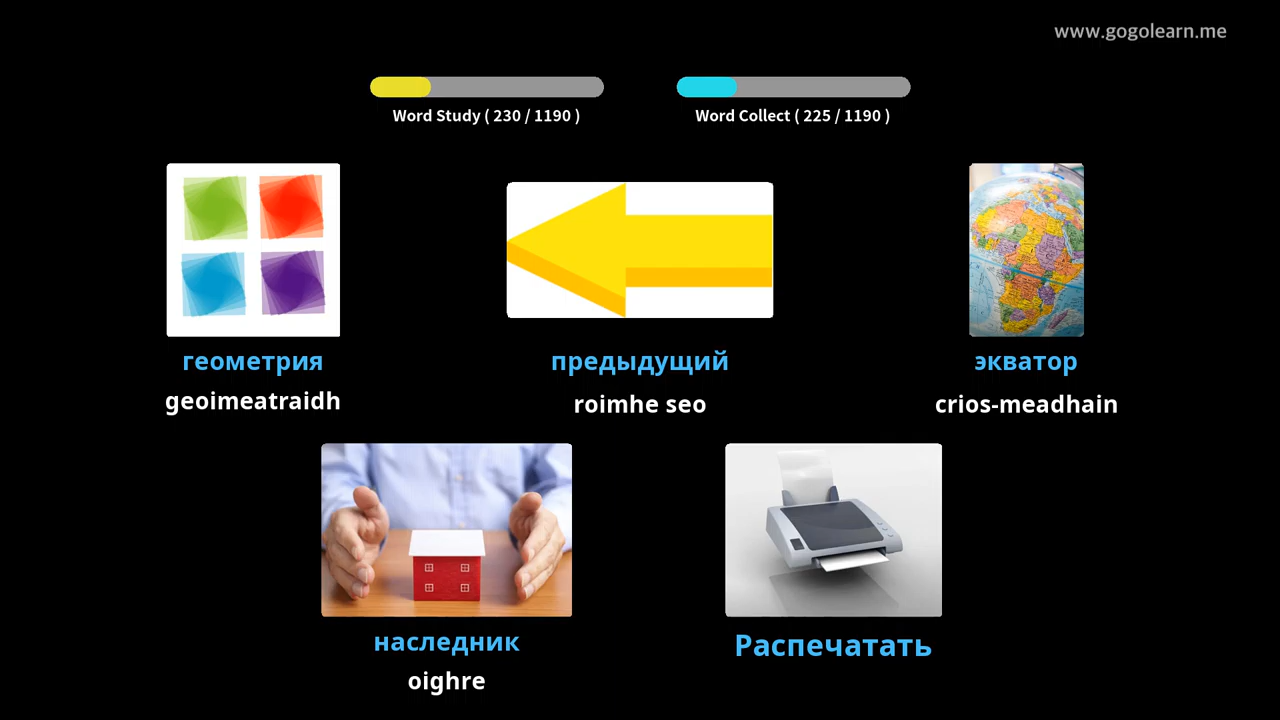 www.gogolearn.me
Word Study ( 230 / 1190 )
Word Collect ( 225 / 1190 )
геометрия
предыдущий
экватор
geoimeatraidh
roimhe seo
crios-meadhain
наследник
Распечатать
oighre